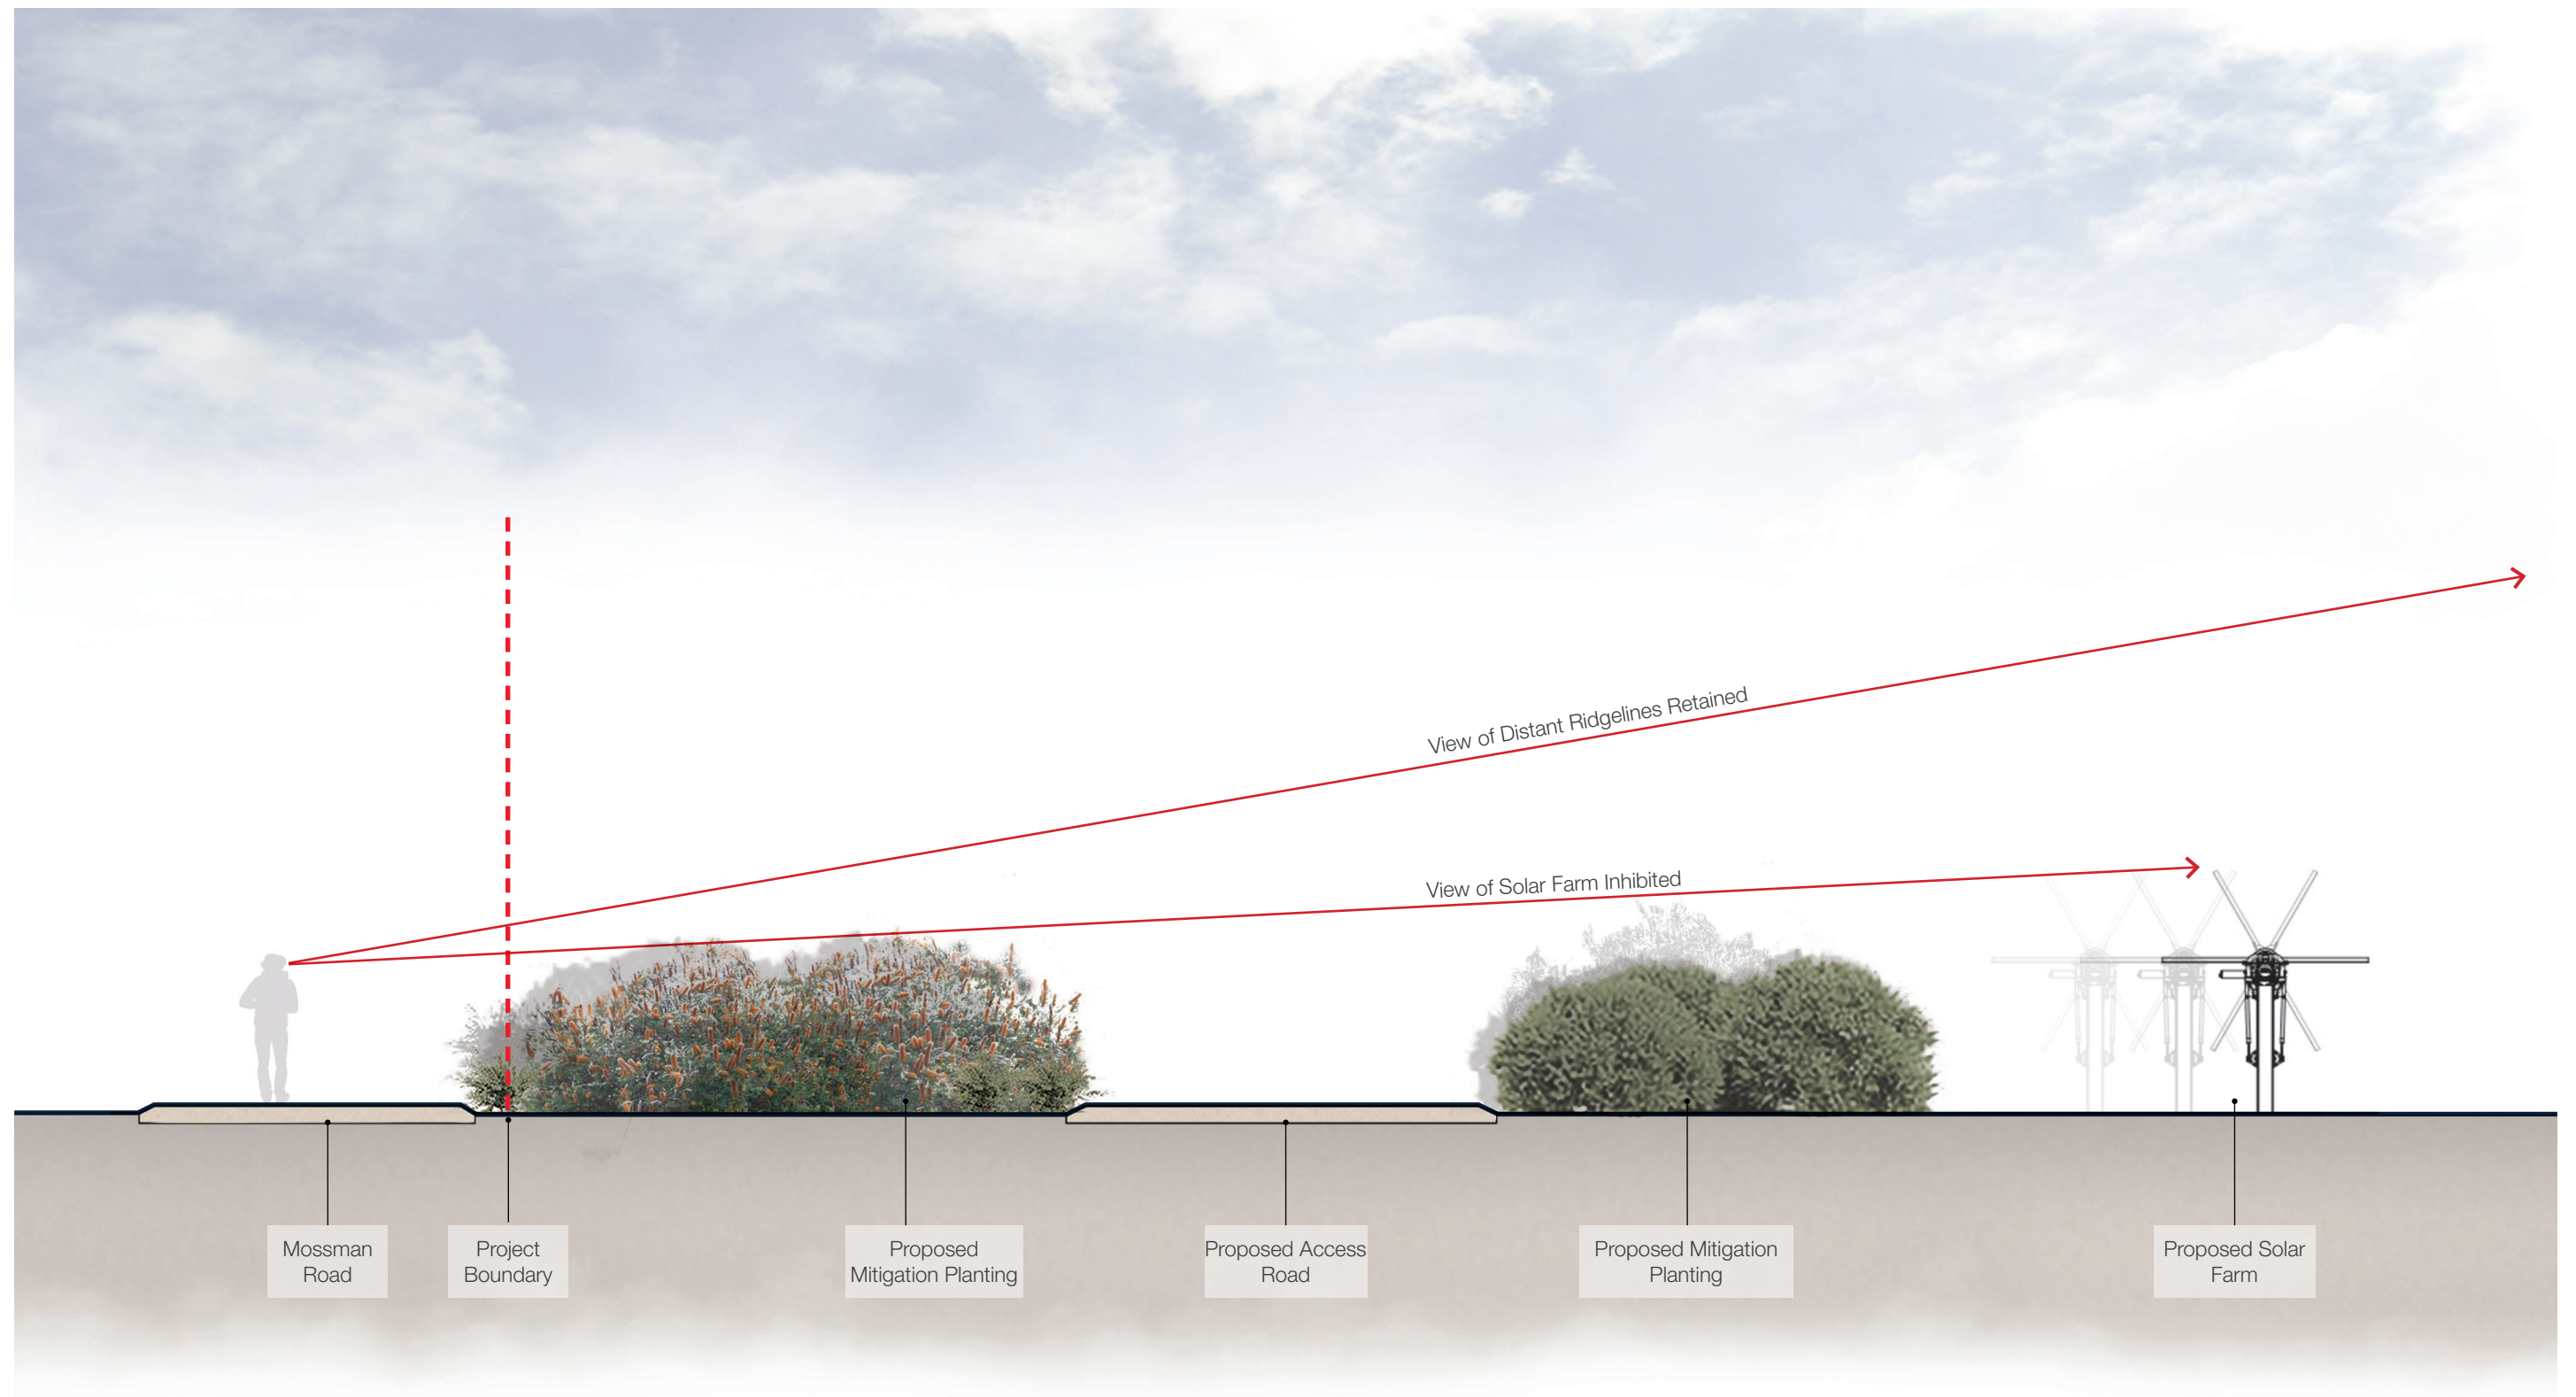 View of Distant Ridgelines Retained
View of Solar Farm Inhibited
Mossman
Road
Project
Boundary
Proposed
Mitigation Planting
Proposed Access
Road
Proposed Mitigation
Planting
Proposed Solar
Farm